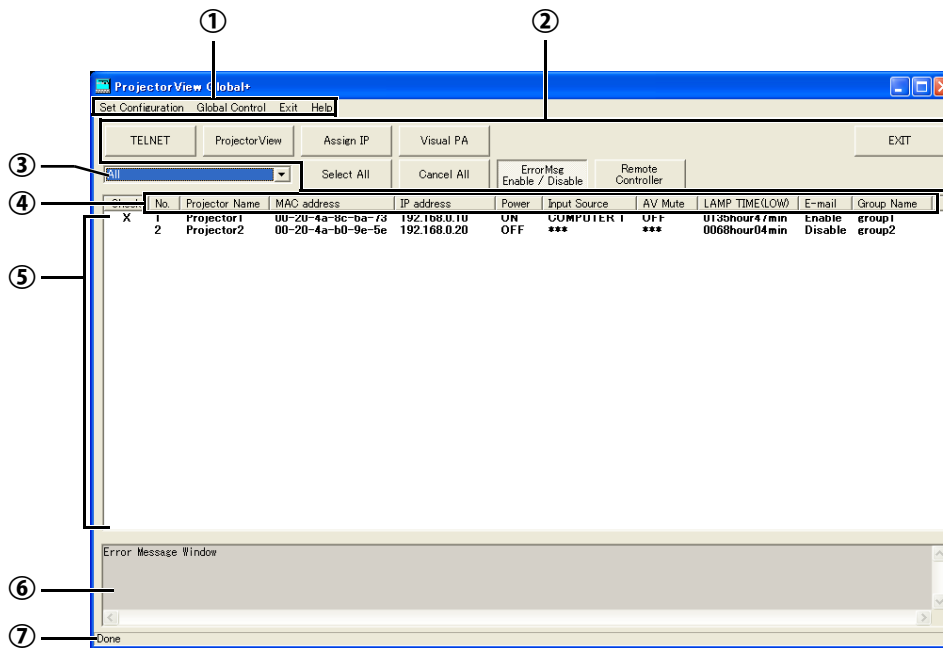 ① ②
ProjectorView Global+
Set Configuration Global Control Exit Help
TELNET ProjectorView Assign IP Visual PA EXIT
③ All Select All Cancel All ErrorMsg Enable / Disable Remote Controller
④ Check No. Projector Name MAC address IP address Power Input Source AV Mute LAMP TIME(LOW) E-mail Group Name
X 1 Projector1 00-20-4a-8c-6a-73 192.168.0.10 ON COMPUTER 1 OFF 0135hour47min Enable group1
2 Projector2 00-20-4a-b0-9e-5e 192.168.0.20 OFF *** *** 0068hour04min Disable group2
⑤
Error Message Window
⑥
⑦ Done